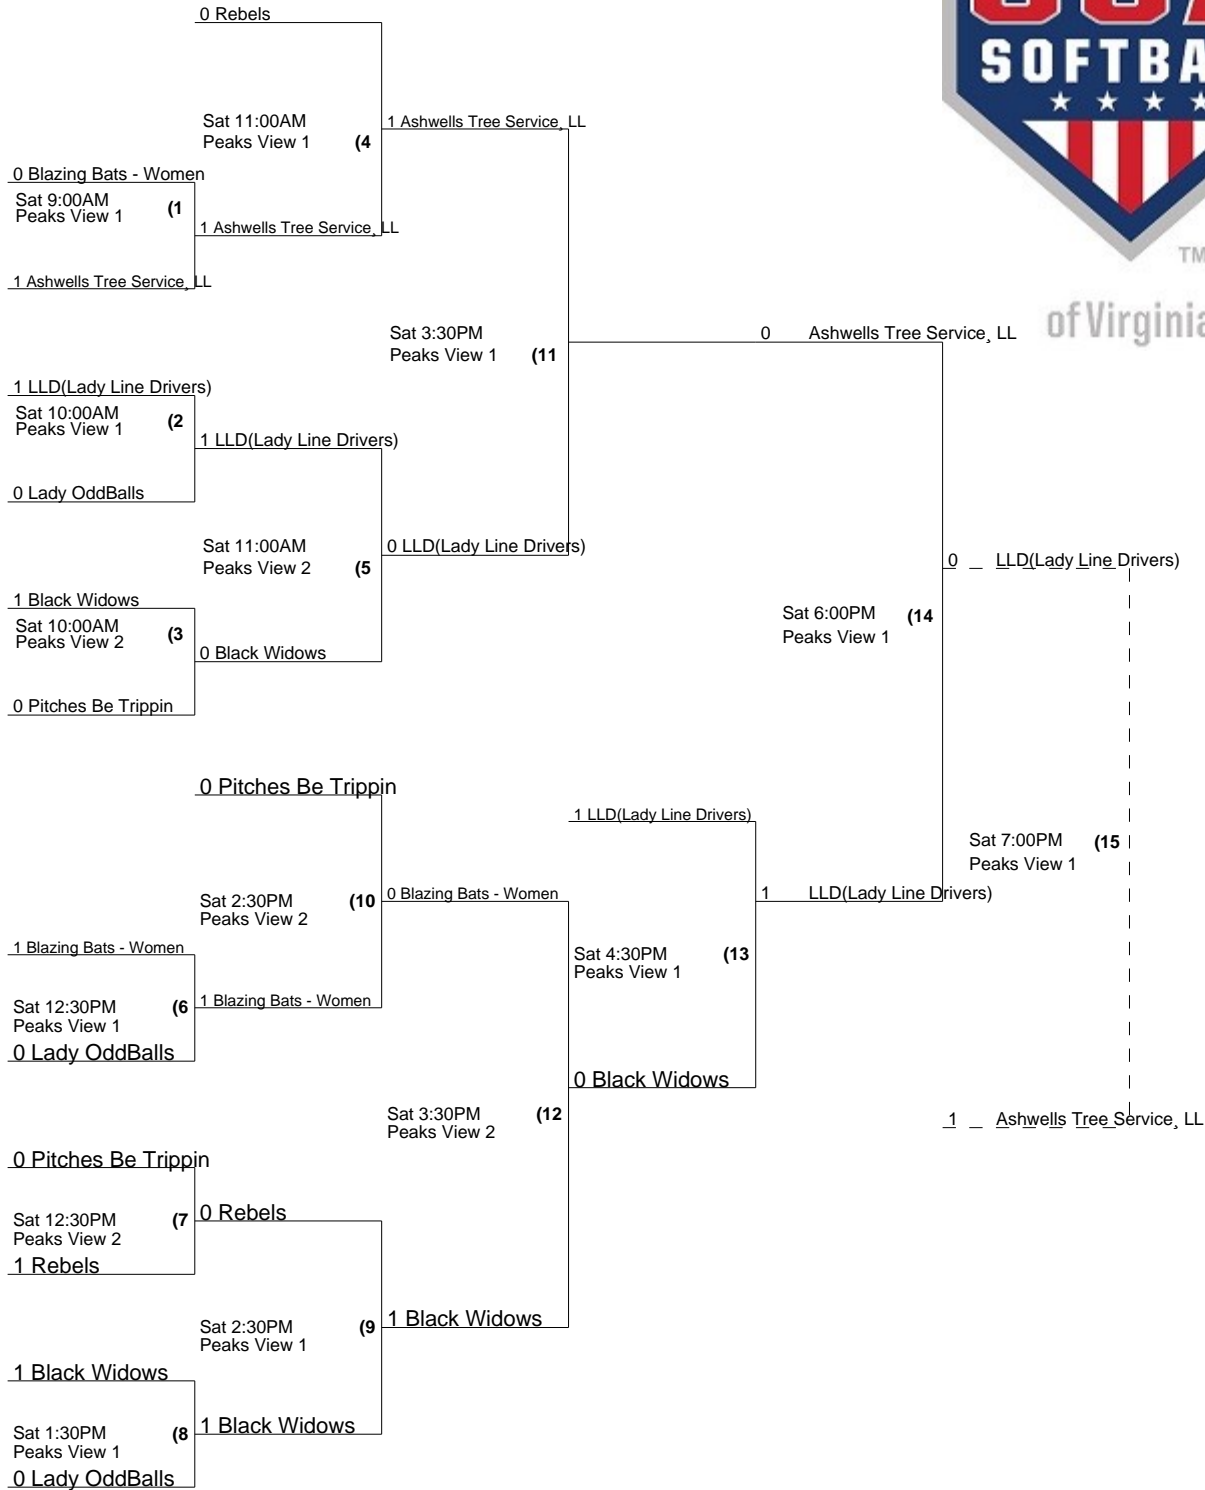 0 Rebels
SOFTBA
TM
of Virginia
Sat 11:00AM
Peaks View 1 (4
1 Ashwells Tree Service, LL
0 Blazing Bats - Women
Sat 9:00AM
Peaks View 1 (1
1 Ashwells Tree Service, LL
1 Ashwells Tree Service, LL
Sat 3:30PM
Peaks View 1 (11
0 Ashwells Tree Service, LL
1 LLD(Lady Line Drivers)
Sat 10:00AM
Peaks View 1 (2
1 LLD(Lady Line Drivers)
0 Lady OddBalls
Sat 11:00AM
Peaks View 2 (5
0 LLD(Lady Line Drivers)
0 LLD(Lady Line Drivers)
1 Black Widows
Sat 10:00AM
Peaks View 2 (3
0 Black Widows
Sat 6:00PM
Peaks View 1 (14
0 Pitches Be Trippin
0 Pitches Be Trippin
1 LLD(Lady Line Drivers)
Sat 7:00PM
Peaks View 1 (15
Sat 2:30PM
Peaks View 2 (10
0 Blazing Bats - Women
1 LLD(Lady Line Drivers)
1 Blazing Bats - Women
Sat 4:30PM
Peaks View 1 (13
Sat 12:30PM
Peaks View 1 (6
1 Blazing Bats - Women
0 Lady OddBalls
0 Black Widows
Sat 3:30PM
Peaks View 2 (12
1 Ashwells Tree Service, LL
0 Pitches Be Trippin
Sat 12:30PM
Peaks View 2 (7
0 Rebels
1 Rebels
Sat 2:30PM
Peaks View 1 (9
1 Black Widows
1 Black Widows
Sat 1:30PM
Peaks View 1 (8
1 Black Widows
0 Lady OddBalls